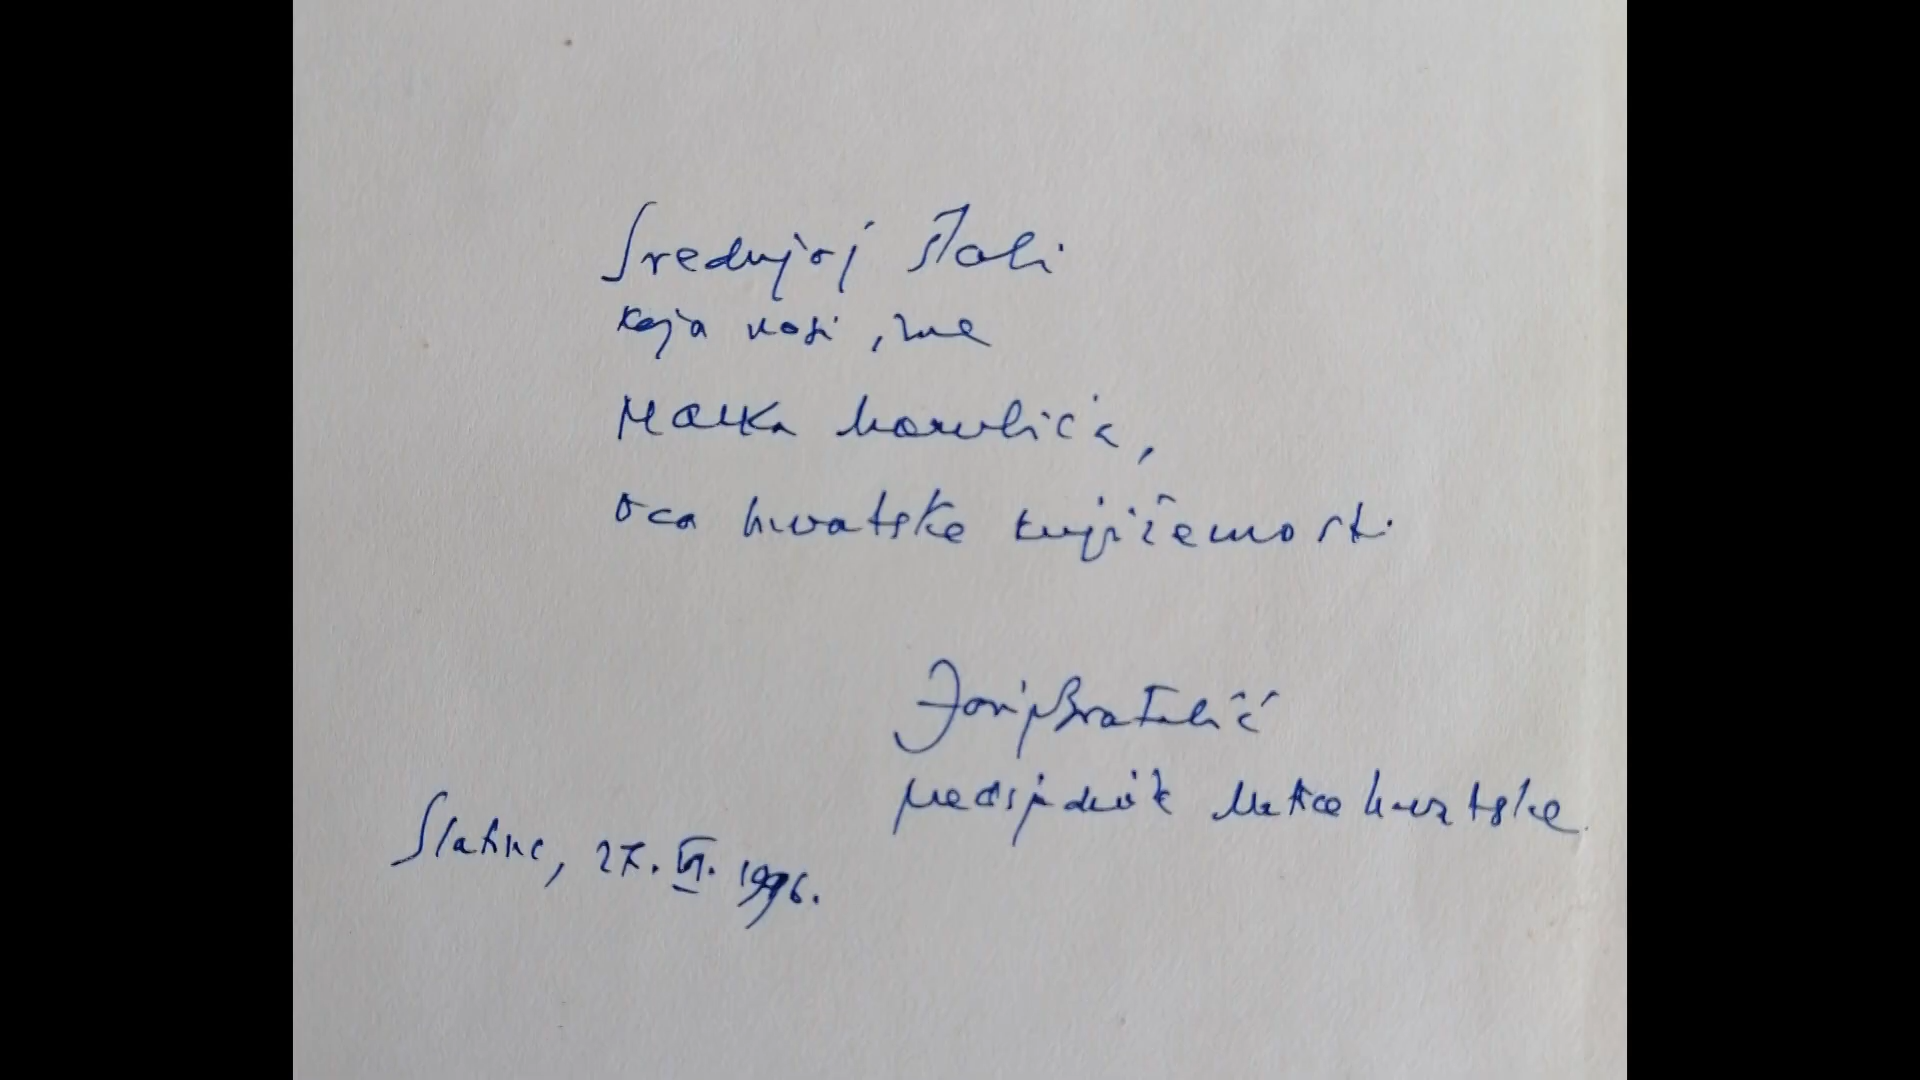 Srednjoj školi
koja nosi ime
Marka Marulića,
oca hrvatske književnosti
Josip Bratulić
predsjednik Matice hrvatske
Slatina, 27. VI. 1996.